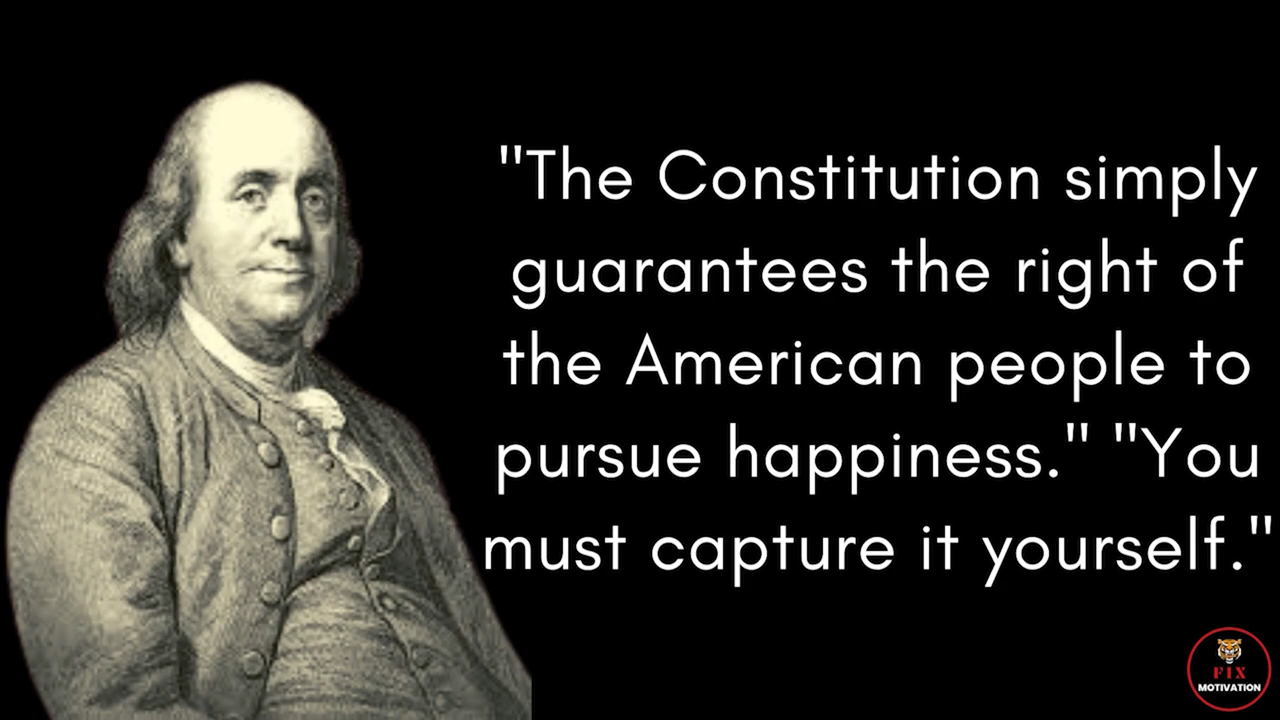 "The Constitution simply
guarantees the right of
the American people to
pursue happiness." "You
must capture it yourself."
FIX
MOTIVATION